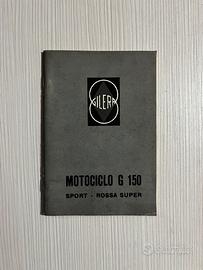 GILERA
MOTOCICLO G 150
SPORT - ROSSA SUPER